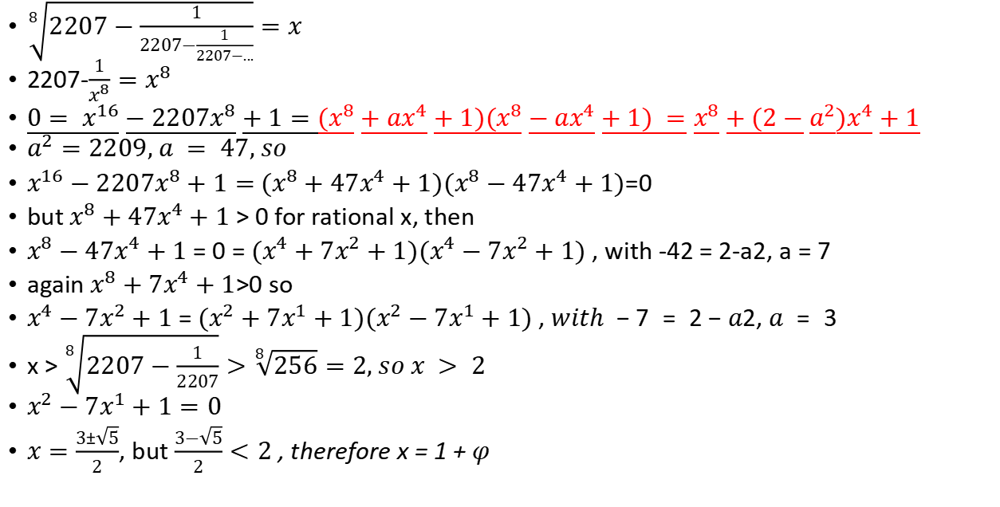 • \sqrt[8]{2207 − \frac{1}{2207−\frac{1}{2207−...}}} = x
• 2207-\frac{1}{x^8} = x^8
• 0 = x^{16} − 2207x^8 + 1 = (x^8 + ax^4 + 1)(x^8 − ax^4 + 1) = x^8 + (2 − a^2)x^4 + 1
• a^2 = 2209, a = 47, so
• x^{16} − 2207x^8 + 1 = (x^8 + 47x^4 + 1)(x^8 − 47x^4 + 1)=0
• but x^8 + 47x^4 + 1 > 0 for rational x, then
• x^8 − 47x^4 + 1 = 0 = (x^4 + 7x^2 + 1)(x^4 − 7x^2 + 1) , with -42 = 2-a2, a = 7
• again x^8 + 7x^4 + 1>0 so
• x^4 − 7x^2 + 1 = (x^2 + 7x^1 + 1)(x^2 − 7x^1 + 1) , with − 7 = 2 − a2, a = 3
• x > \sqrt[8]{2207 − \frac{1}{2207}} > \sqrt[8]{256} = 2, so x > 2
• x^2 − 7x^1 + 1 = 0
• x = \frac{3±√5}{2}, but \frac{3−√5}{2} < 2 , therefore x = 1 + φ